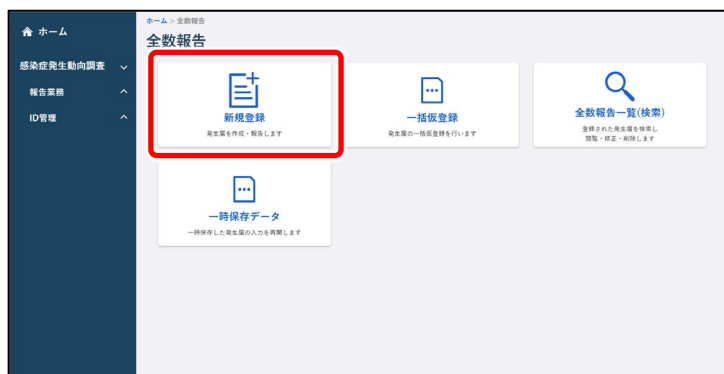 ホーム
感染症発生動向調査
報告業務
ID管理
ホーム > 全数報告
全数報告
新規登録
発生届を作成・報告します
一括仮登録
発生届の一括仮登録を行います
全数報告一覧(検索)
登録された発生届を検索し
閲覧・修正・削除します
一時保存データ
一時保存した発生届の入力を再開します